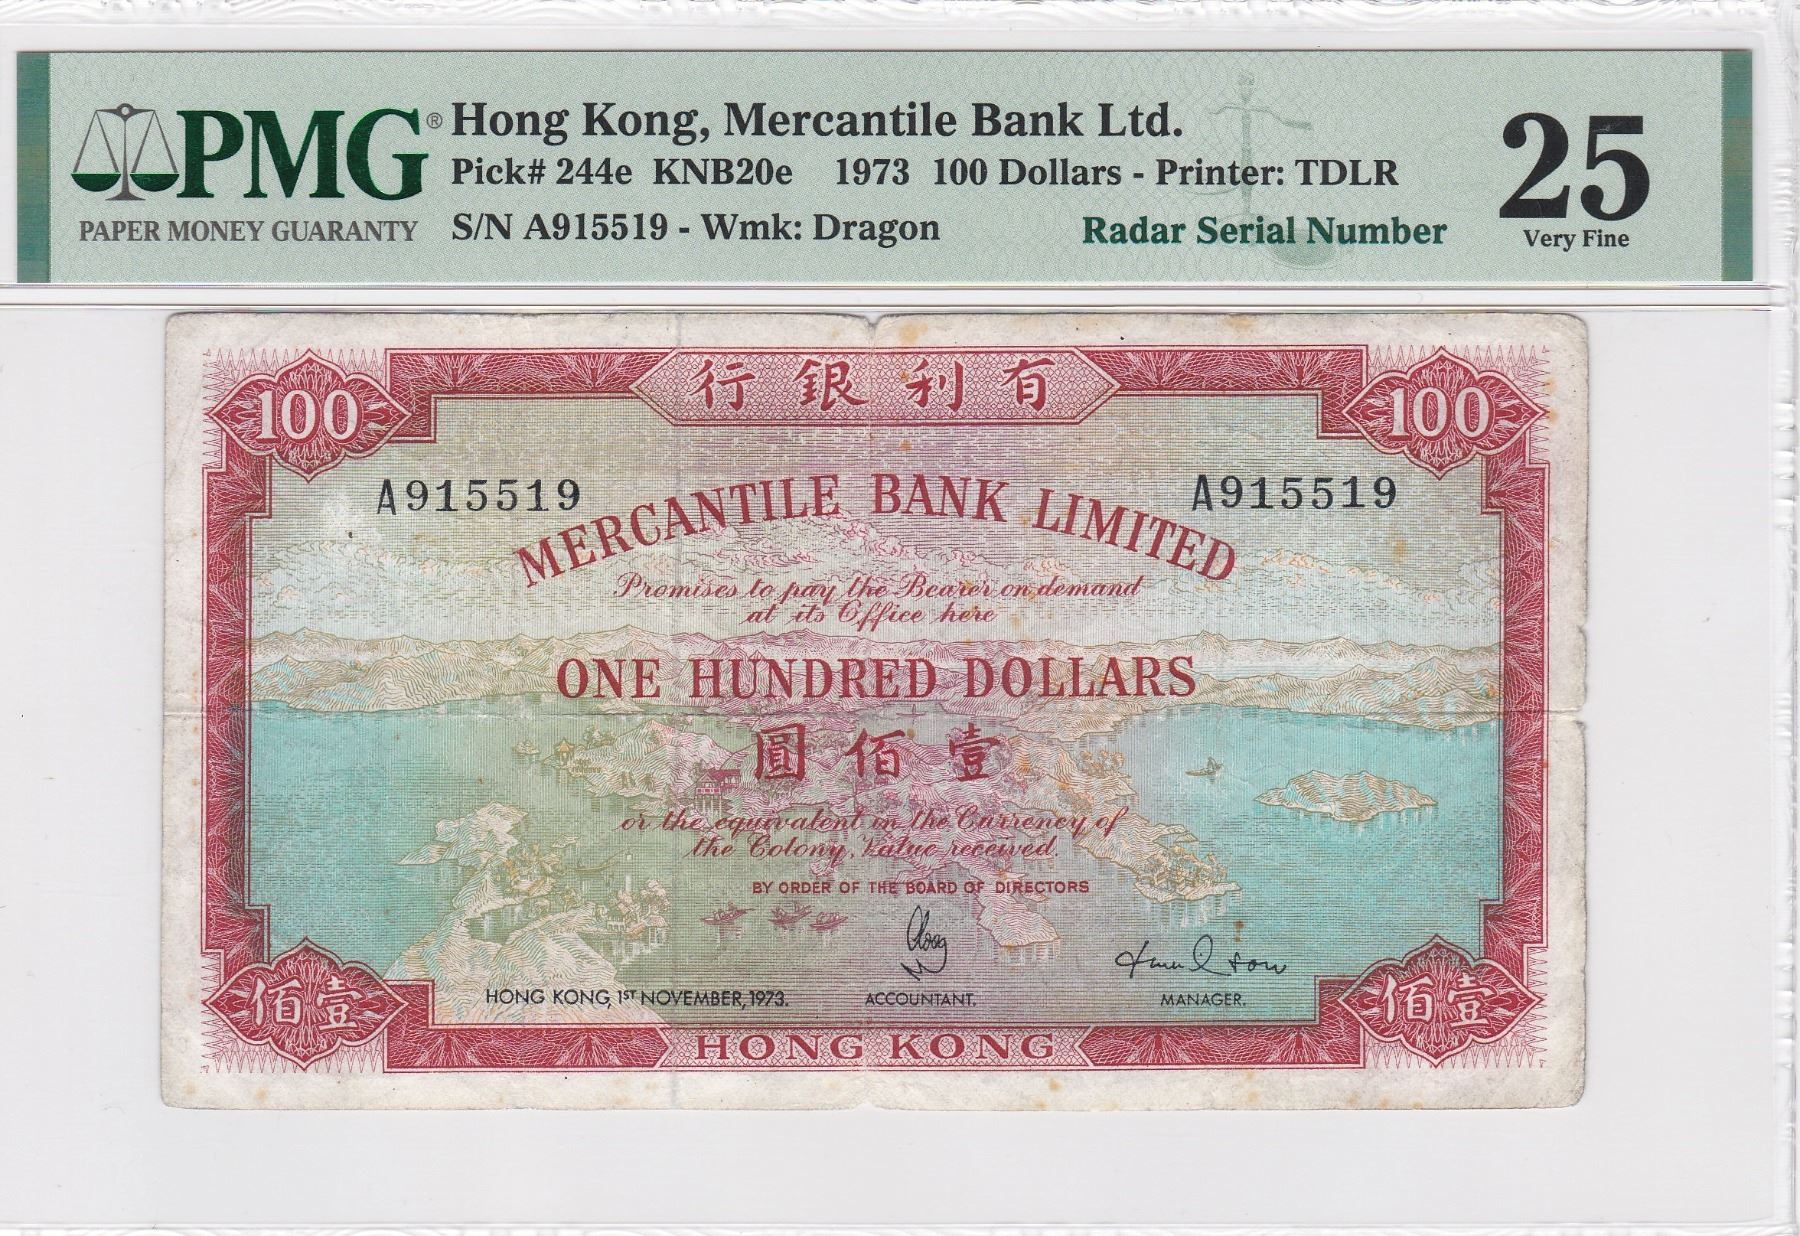 PMG®
PAPER MONEY GUARANTY
Hong Kong, Mercantile Bank Ltd.
Pick# 244e KNB20e 1973 100 Dollars - Printer: TDLR
S/N A915519 - Wmk: Dragon
Radar Serial Number
25
Very Fine
100
行銀利有
100
A915519
A915519
MERCANTILE BANK LIMITED
Promises to pay the Bearer on demand
at its Office here
ONE HUNDRED DOLLARS
圓佰壹
or the equivalent in the Currency of
the Colony, Value received.
BY ORDER OF THE BOARD OF DIRECTORS
HONG KONG, 1ST NOVEMBER, 1973.
ACCOUNTANT.
MANAGER.
佰壹
佰壹
HONG KONG